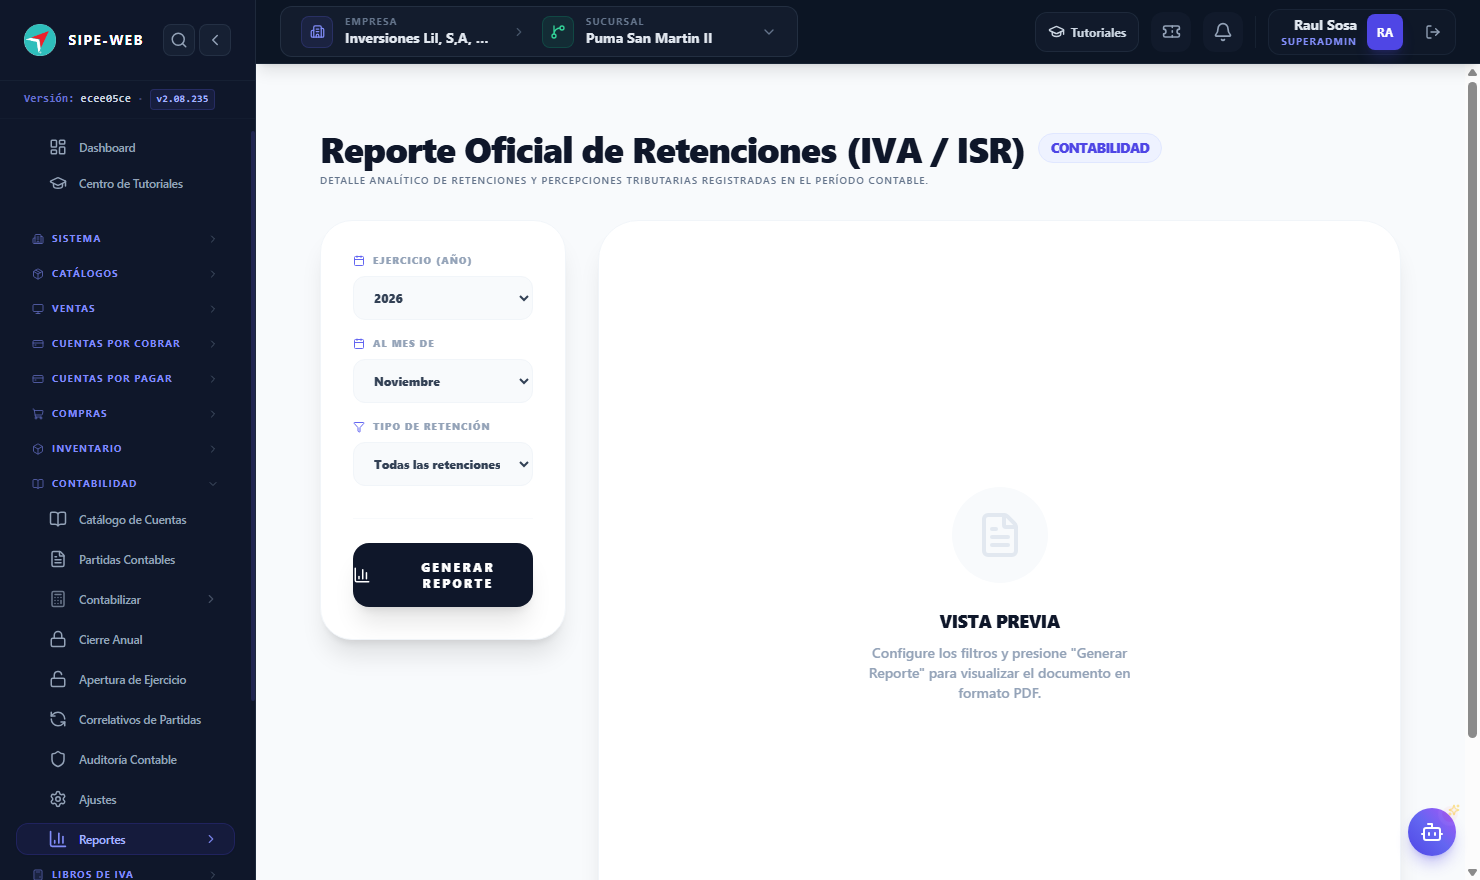 SIPE-WEB
Versión: ecee05ce · v2.08.235
Dashboard
Centro de Tutoriales
SISTEMA
CATÁLOGOS
VENTAS
CUENTAS POR COBRAR
CUENTAS POR PAGAR
COMPRAS
INVENTARIO
CONTABILIDAD
Catálogo de Cuentas
Partidas Contables
Contabilizar
Cierre Anual
Apertura de Ejercicio
Correlativos de Partidas
Auditoría Contable
Ajustes
Reportes
LIBROS DE IVA
EMPRESA
Inversiones Lil, S,A, ...
SUCURSAL
Puma San Martin II
Tutoriales
Raul Sosa
SUPERADMIN
RA
Reporte Oficial de Retenciones (IVA / ISR)
CONTABILIDAD
DETALLE ANALÍTICO DE RETENCIONES Y PERCEPCIONES TRIBUTARIAS REGISTRADAS EN EL PERÍODO CONTABLE.
EJERCICIO (AÑO)
2026
AL MES DE
Noviembre
TIPO DE RETENCIÓN
Todas las retenciones
GENERAR
REPORTE
VISTA PREVIA
Configure los filtros y presione "Generar
Reporte" para visualizar el documento en
formato PDF.